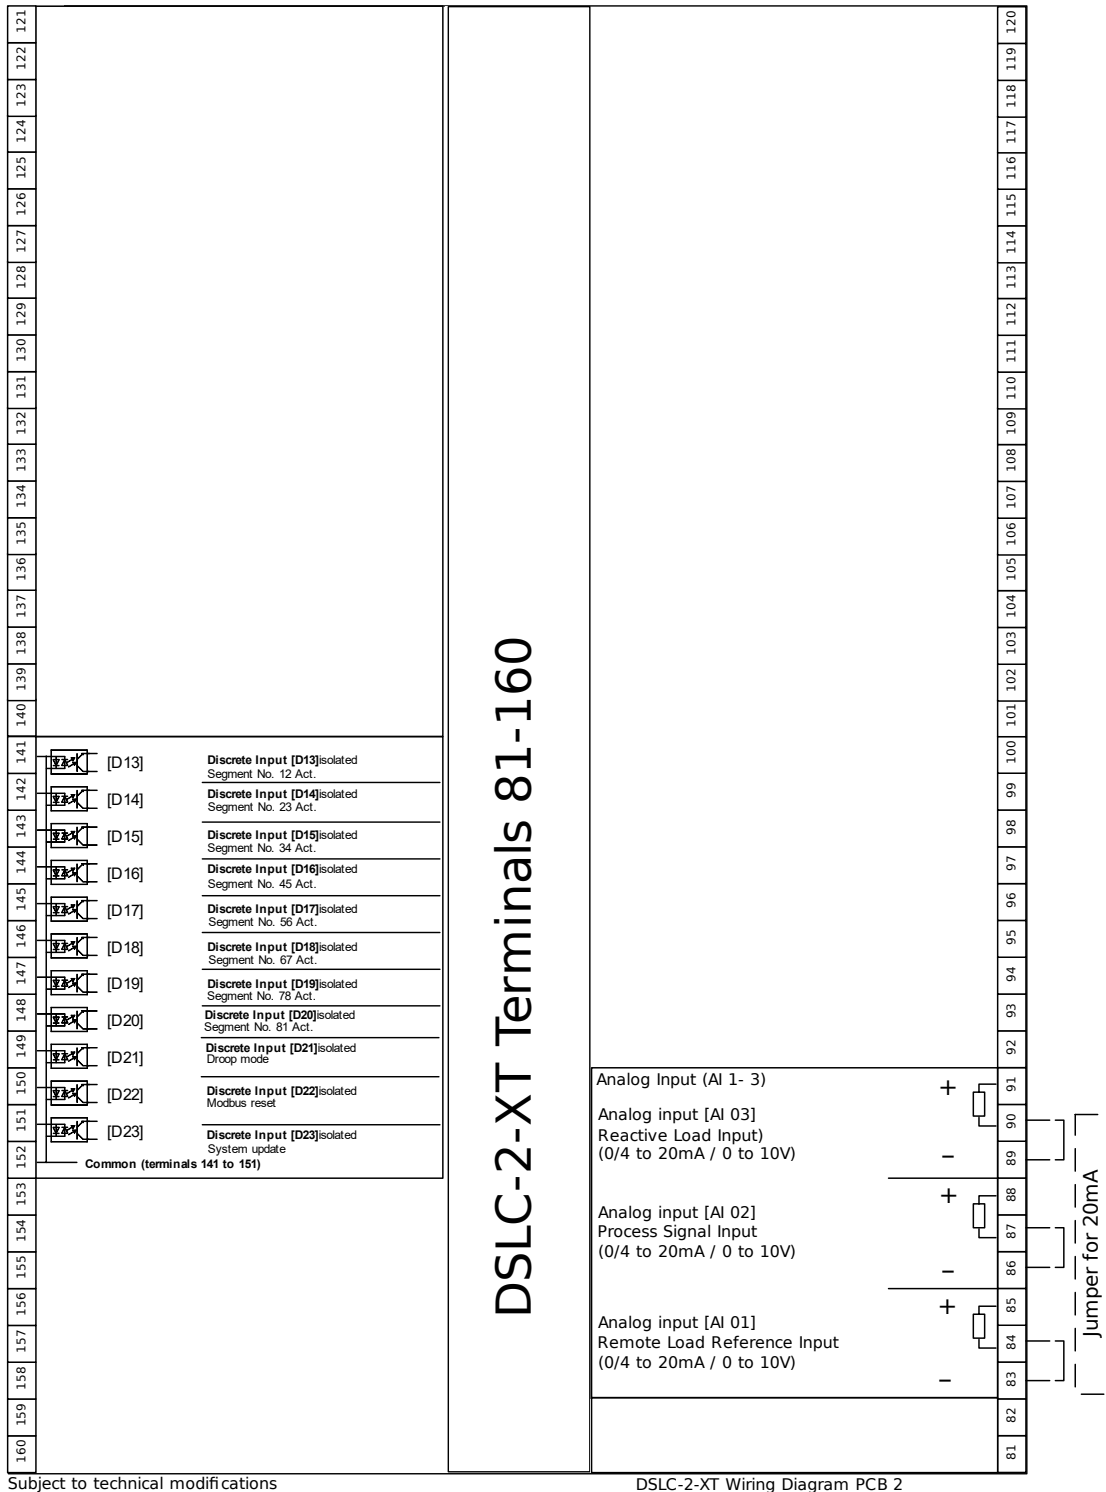 121
122
123
124
125
126
127
128
129
130
131
132
133
134
135
136
137
138
139
140
141
142
143
144
145
146
147
148
149
150
151
152
153
154
155
156
157
158
159
160
[D13]
Discrete Input [D13]isolated
Segment No. 12 Act.
[D14]
Discrete Input [D14]isolated
Segment No. 23 Act.
[D15]
Discrete Input [D15]isolated
Segment No. 34 Act.
[D16]
Discrete Input [D16]isolated
Segment No. 45 Act.
[D17]
Discrete Input [D17]isolated
Segment No. 56 Act.
[D18]
Discrete Input [D18]isolated
Segment No. 67 Act.
[D19]
Discrete Input [D19]isolated
Segment No. 78 Act.
[D20]
Discrete Input [D20]isolated
Segment No. 81 Act.
[D21]
Discrete Input [D21]isolated
Droop mode
[D22]
Discrete Input [D22]isolated
Modbus reset
[D23]
Discrete Input [D23]isolated
System update
Common (terminals 141 to 151)
DSLC-2-XT Terminals 81-160
Analog Input (AI 1- 3)
+
Analog input [AI 03]
Reactive Load Input)
(0/4 to 20mA / 0 to 10V)
–
+
Analog input [AI 02]
Process Signal Input
(0/4 to 20mA / 0 to 10V)
–
+
Analog input [AI 01]
Remote Load Reference Input
(0/4 to 20mA / 0 to 10V)
–
120
119
118
117
116
115
114
113
112
111
110
109
108
107
106
105
104
103
102
101
100
99
98
97
96
95
94
93
92
91
90
89
88
87
86
85
84
83
82
81
Jumper for 20mA
Subject to technical modifications
DSLC-2-XT Wiring Diagram PCB 2